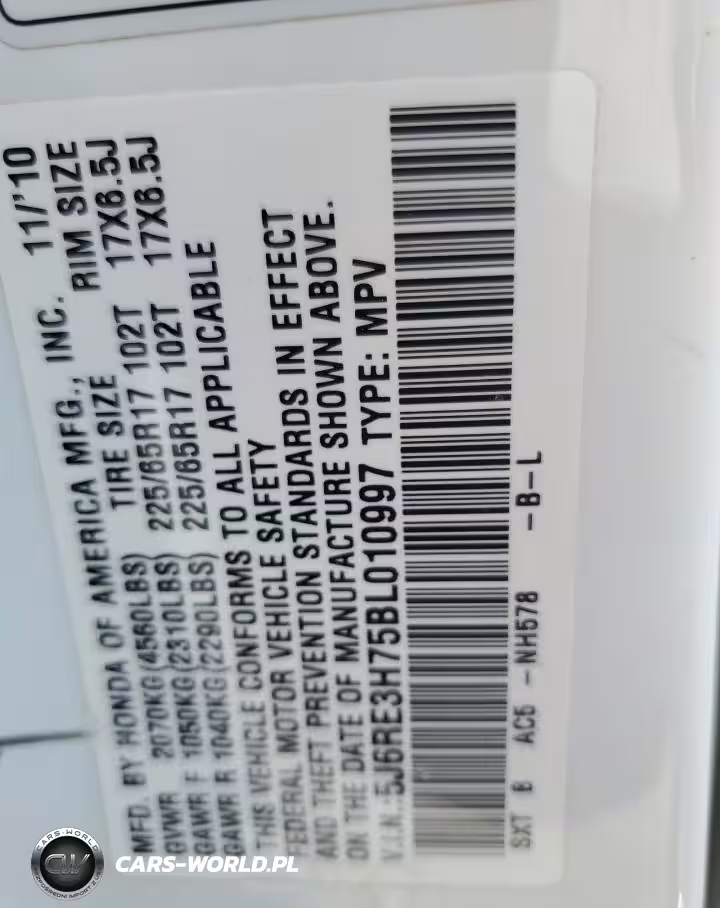 MFD. BY HONDA OF AMERICA MFG., INC. 11/'10
GVWR 2070KG(4560LBS) TIRE SIZE RIM SIZE
GAWR F 1050KG(2310LBS) 225/65R17 102T 17X6.5J
GAWR R 1040KG(2290LBS) 225/65R17 102T 17X6.5J
THIS VEHICLE CONFORMS TO ALL APPLICABLE
FEDERAL MOTOR VEHICLE SAFETY
AND THEFT PREVENTION STANDARDS IN EFFECT
ON THE DATE OF MANUFACTURE SHOWN ABOVE.
V.I.N.:5J6RE3H75BL010997 TYPE: MPV
SXT B AC5 -NH578 -B-L
CARS-WORLD
CW
CARS-WORLD.PL